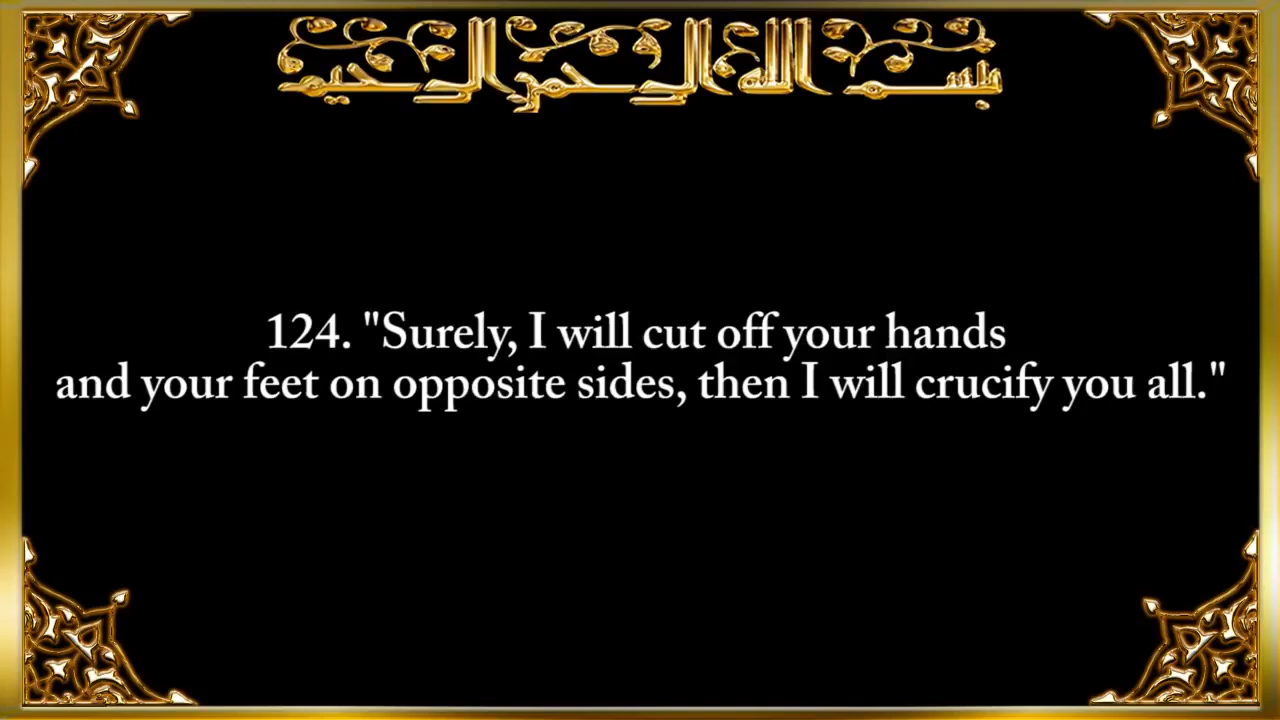 بسم الله الرحمن الرحيم
124. "Surely, I will cut off your hands
and your feet on opposite sides, then I will crucify you all."